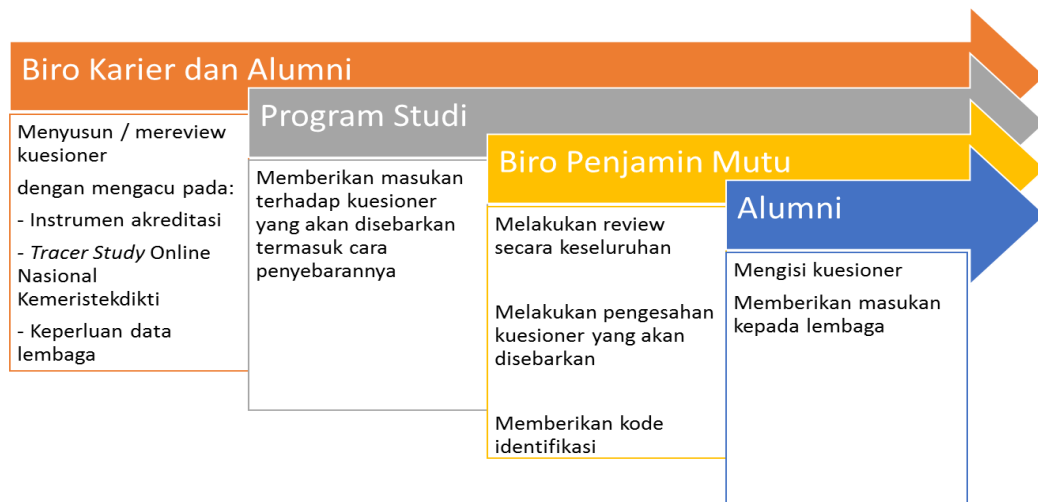 Biro Karier dan Alumni
Menyusun / mereview
kuesioner
dengan mengacu pada:
- Instrumen akreditasi
- Tracer Study Online
Nasional
Kemeristekdikti
- Keperluan data
lembaga
Program Studi
Memberikan masukan
terhadap kuesioner
yang akan disebarkan
termasuk cara
penyebarannya
Biro Penjamin Mutu
Melakukan review
secara keseluruhan
Melakukan pengesahan
kuesioner yang akan
disebarkan
Memberikan kode
identifikasi
Alumni
Mengisi kuesioner
Memberikan masukan
kepada lembaga